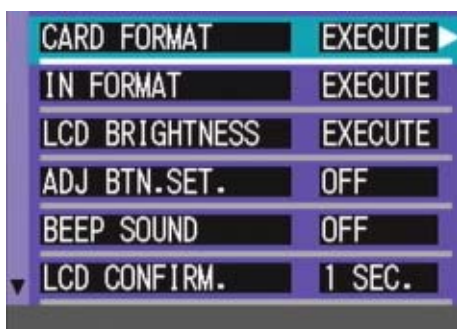 CARD FORMAT EXECUTE
IN FORMAT EXECUTE
LCD BRIGHTNESS EXECUTE
ADJ BTN.SET. OFF
BEEP SOUND OFF
LCD CONFIRM. 1 SEC.